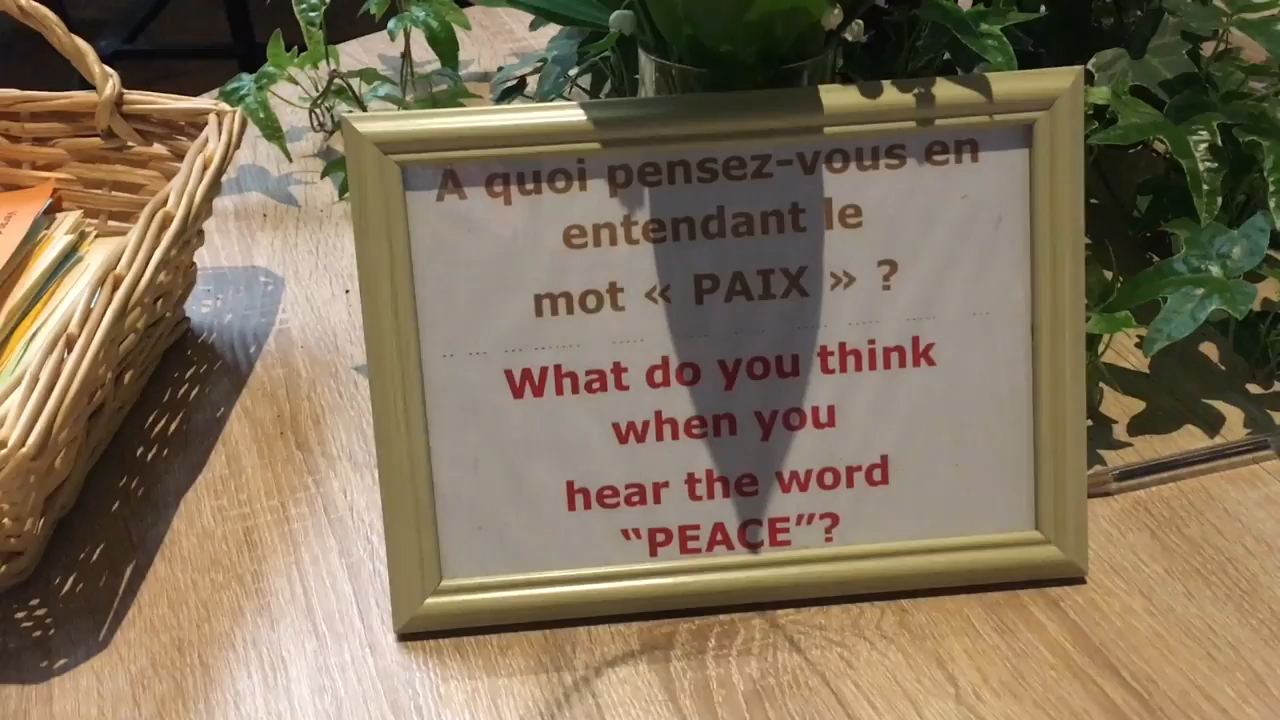 A quoi pensez-vous en
entendant le
mot « PAIX » ?
What do you think
when you
hear the word
“PEACE”?